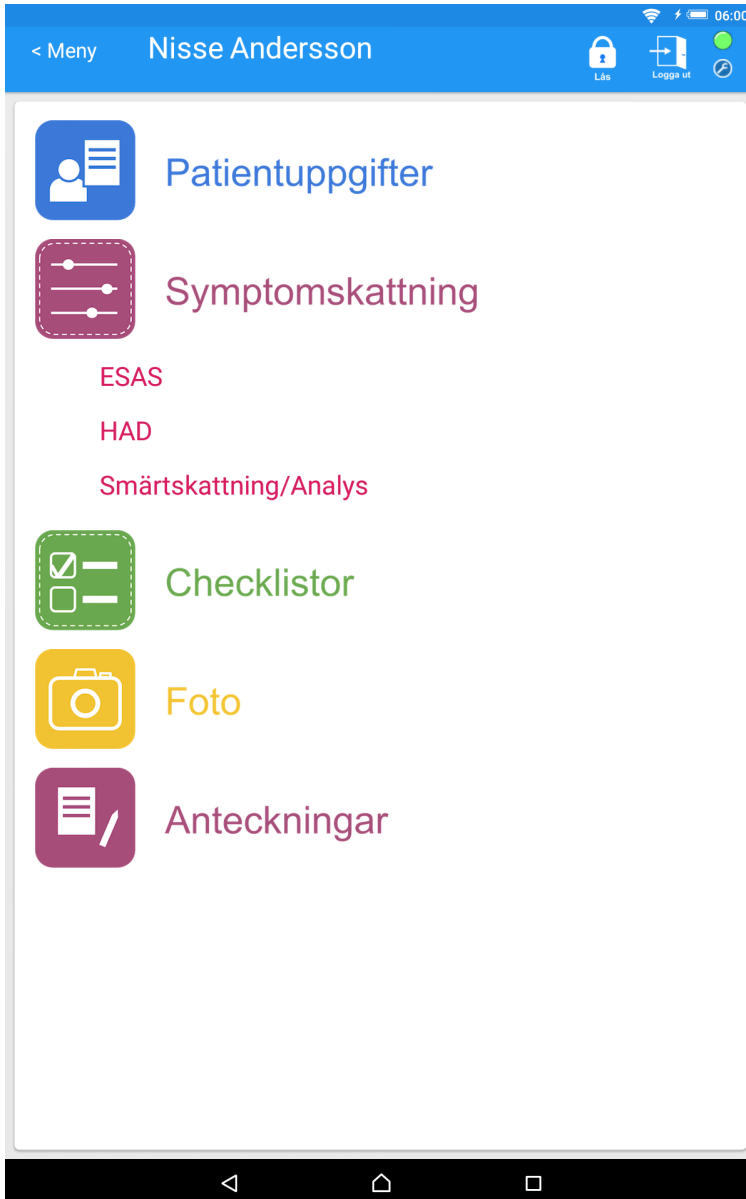 06:00
< Meny
Nisse Andersson
Lås
Logga ut
Patientuppgifter
Symptomskattning
ESAS
HAD
Smärtskattning/Analys
Checklistor
Foto
Anteckningar